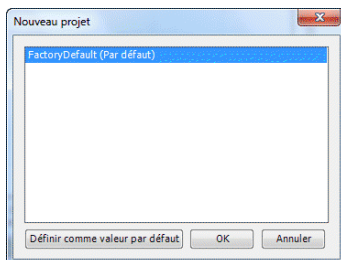 Nouveau projet
FactoryDefault (Par défaut)
Définir comme valeur par défaut OK Annuler